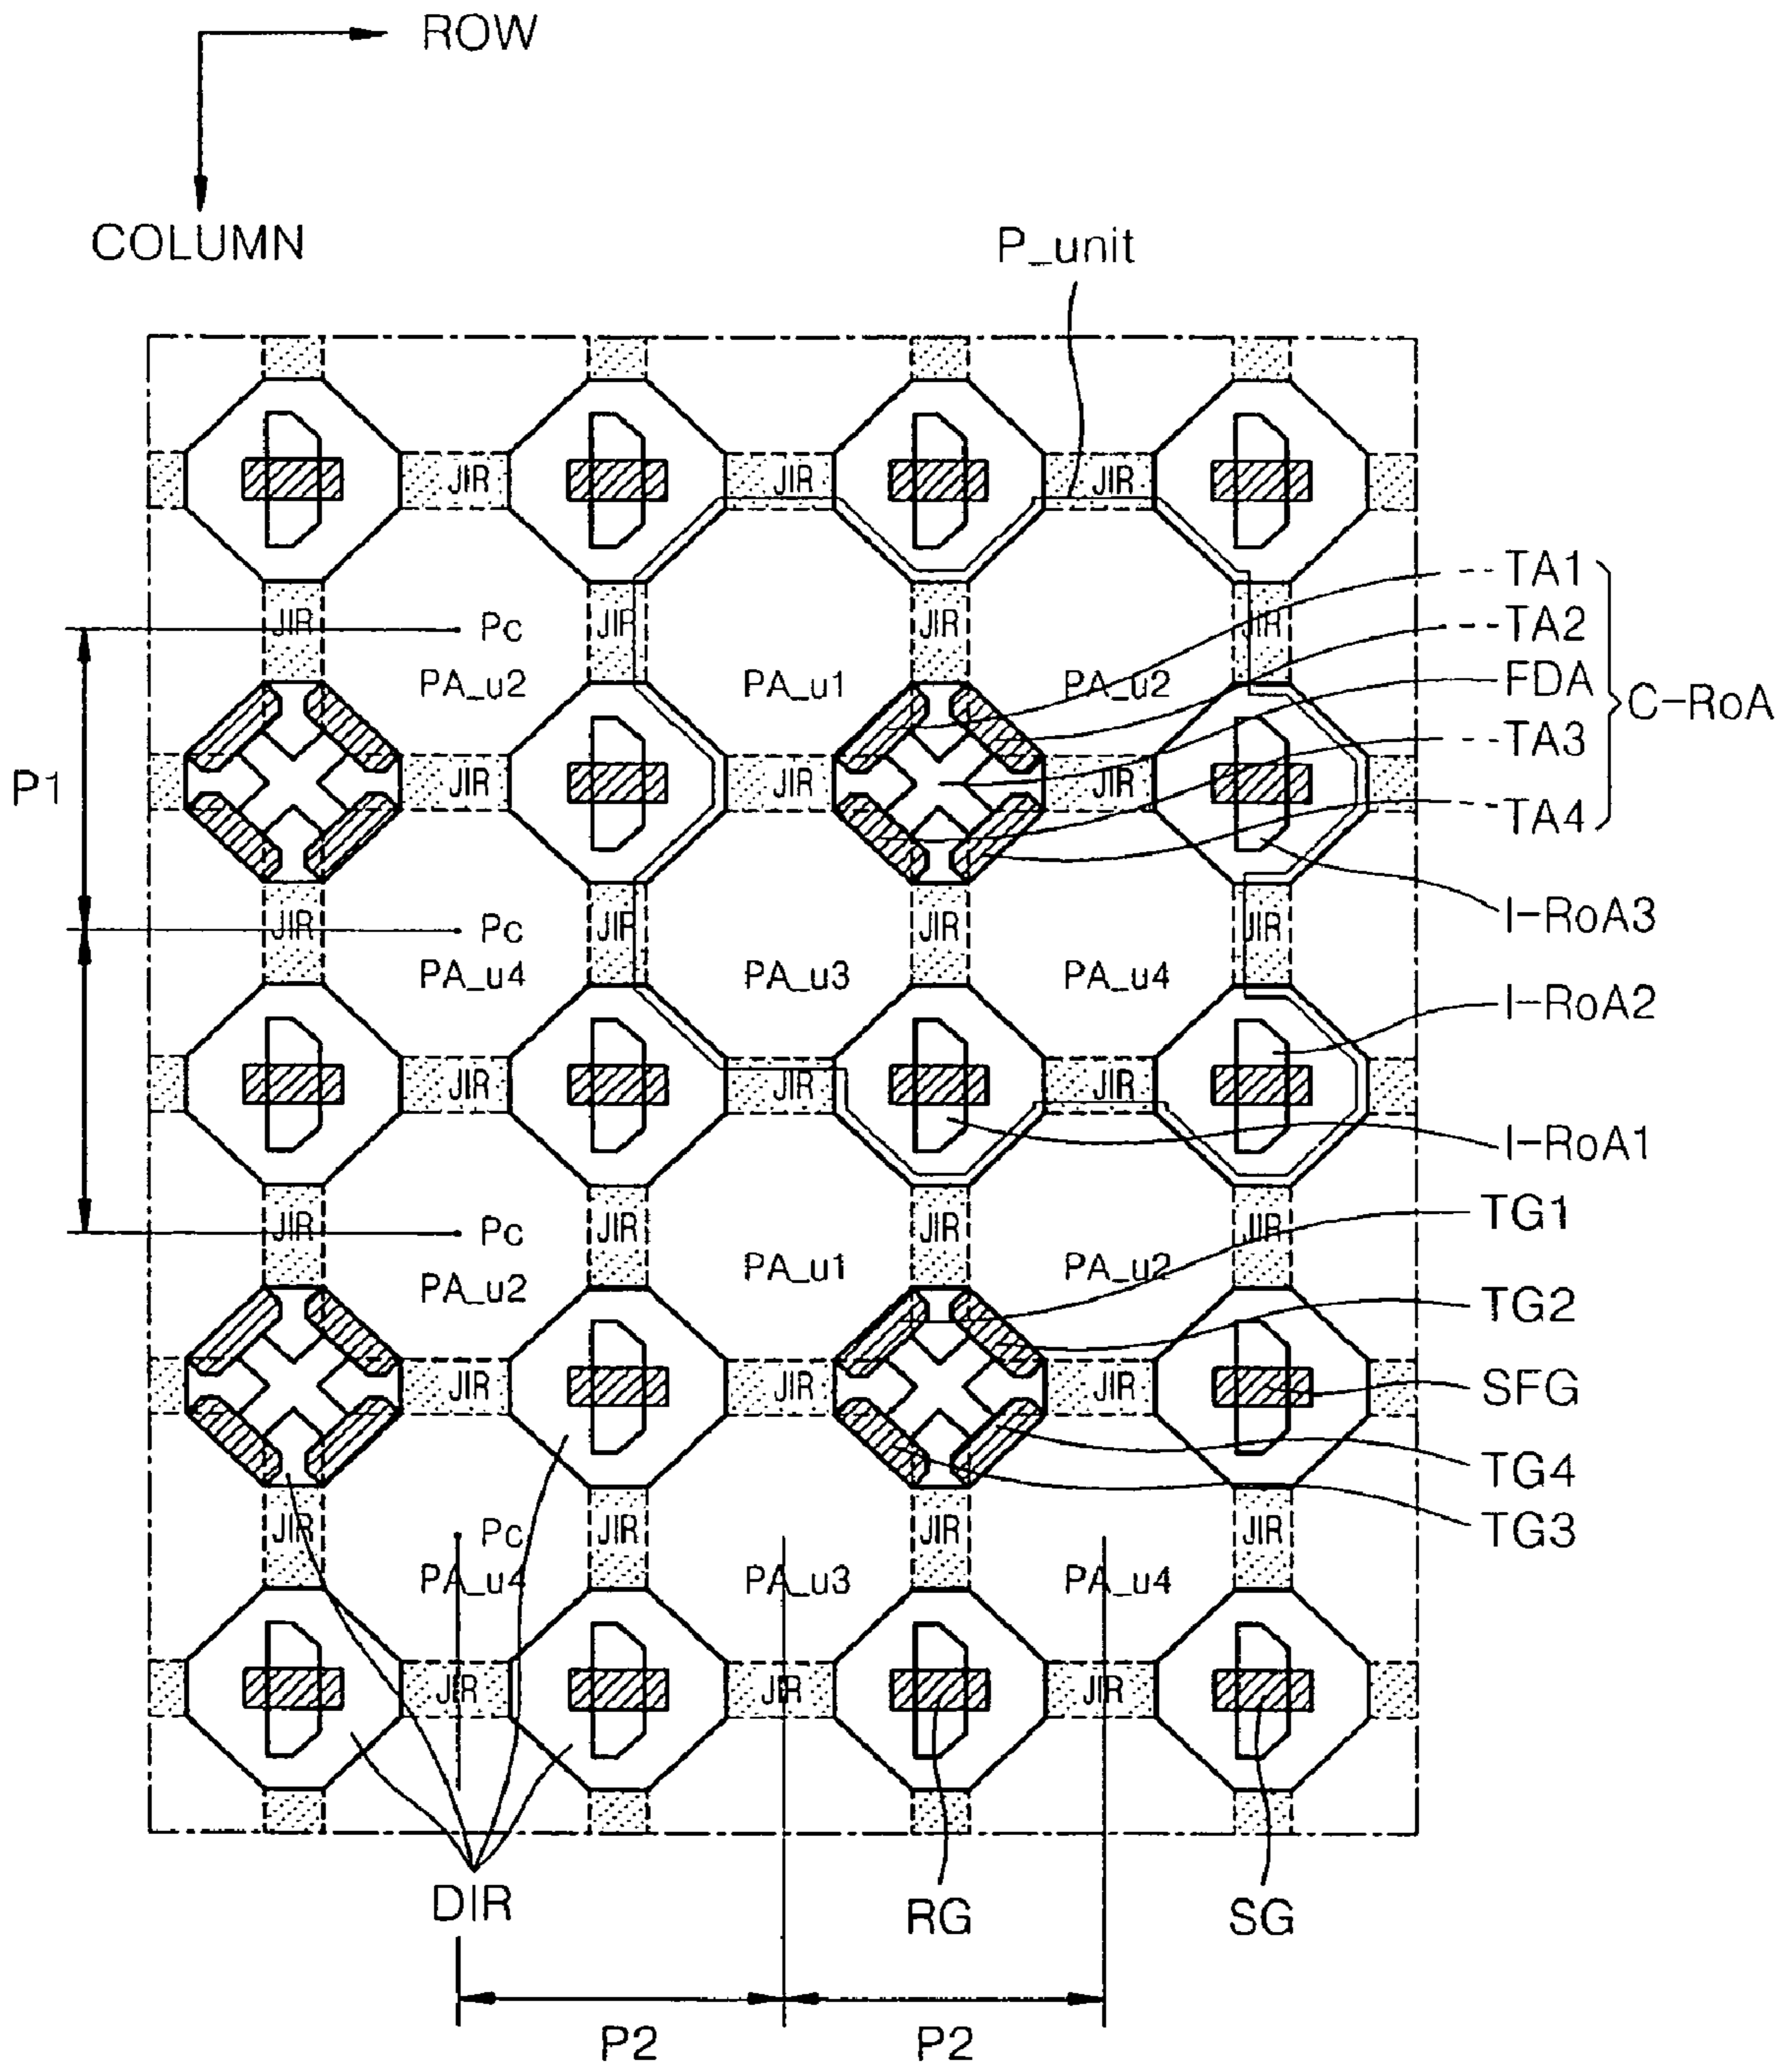 ROW
COLUMN
P_unit
JIR JIR JIR
TA1
JIR Pc JIR JIR JIR
TA2
PA_u2 PA_u1 PA_u2
FDA
C-RoA
TA3
P1
JIR JIR JIR
TA4
I-RoA3
JIR Pc JIR JIR JIR
PA_u4 PA_u3 PA_u4
I-RoA2
JIR JIR JIR
I-RoA1
TG1
JIR Pc JIR JIR JIR
PA_u2 PA_u1 PA_u2
TG2
JIR JIR JIR
SFG
TG4
JIR Pc JIR JIR JIR
TG3
PA_u4 PA_u3 PA_u4
JIR JIR JIR
DIR RG SG
P2 P2